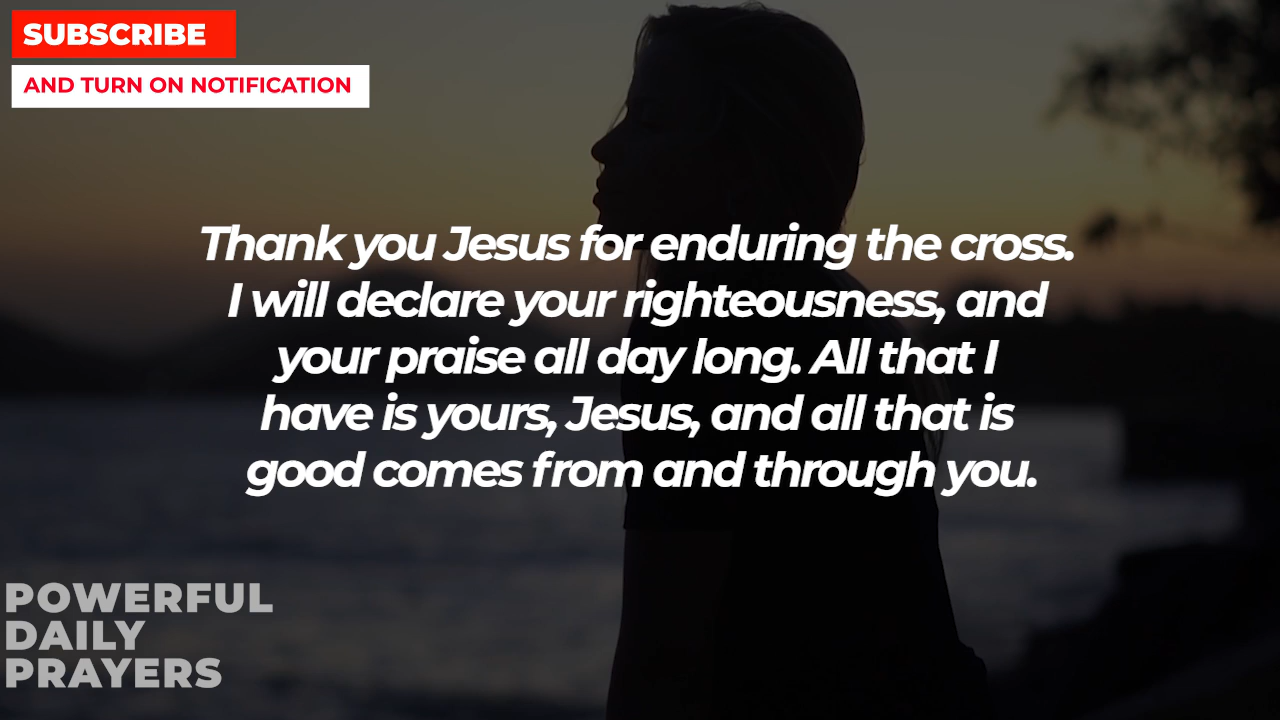 SUBSCRIBE
AND TURN ON NOTIFICATION
Thank you Jesus for enduring the cross.
I will declare your righteousness, and
your praise all day long. All that I
have is yours, Jesus, and all that is
good comes from and through you.
POWERFUL
DAILY
PRAYERS